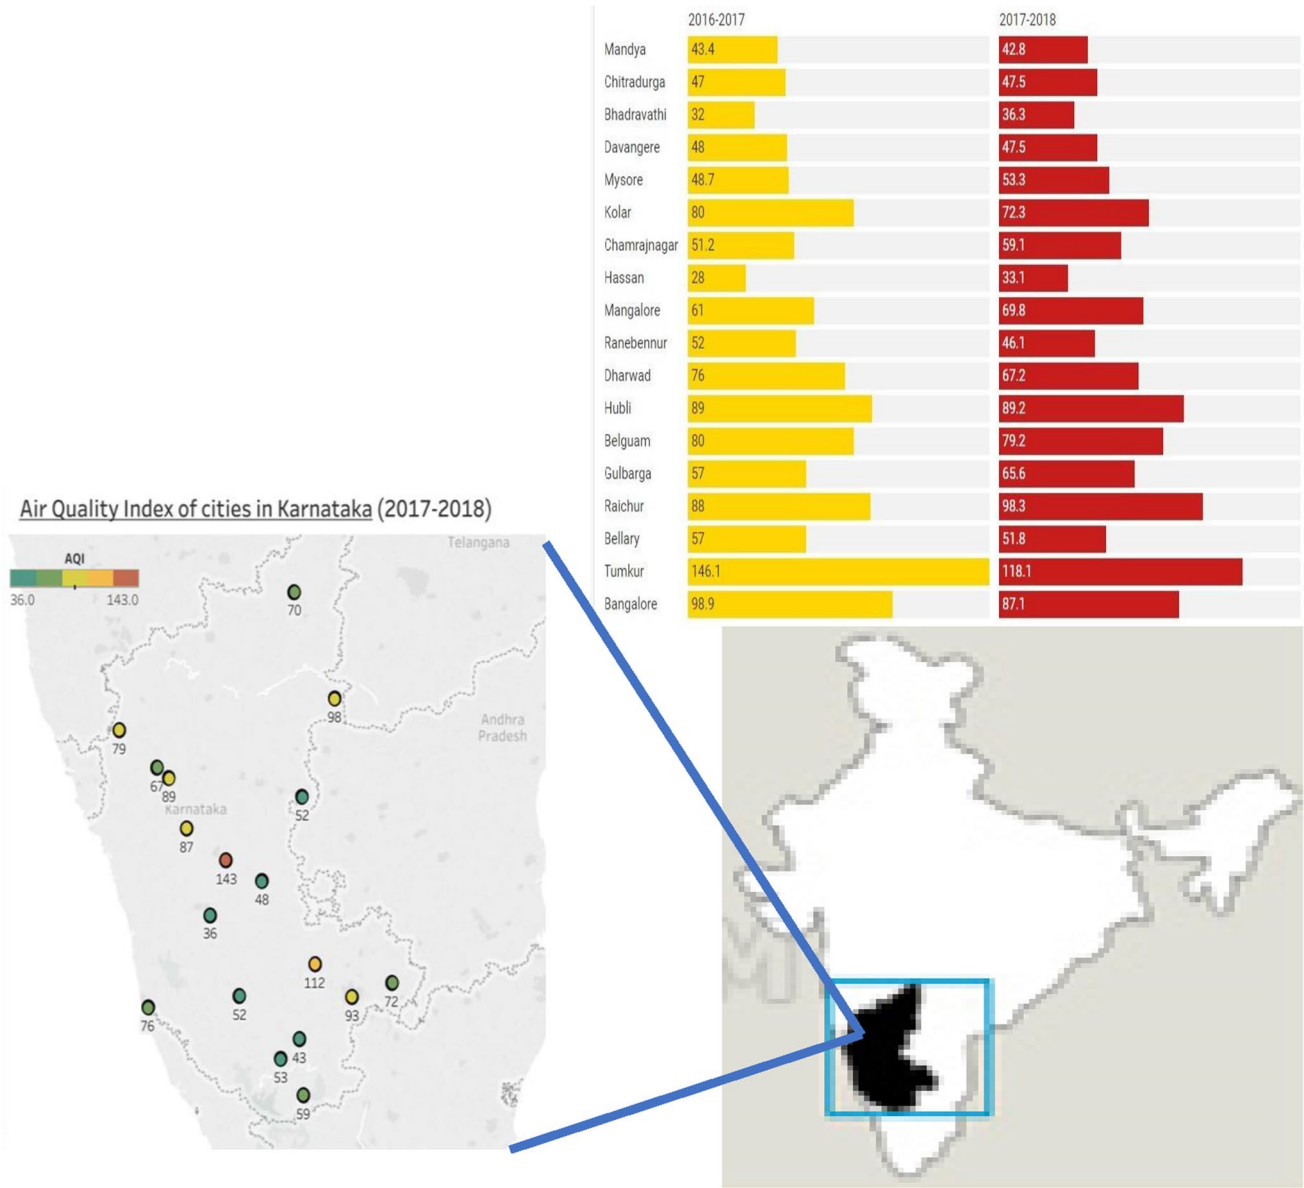 2016-2017 2017-2018
Mandya 43.4 42.8
Chitradurga 47 47.5
Bhadravathi 32 36.3
Davangere 48 47.5
Mysore 48.7 53.3
Kolar 80 72.3
Chamrajnagar 51.2 59.1
Hassan 28 33.1
Mangalore 61 69.8
Ranebennur 52 46.1
Dharwad 76 67.2
Hubli 89 89.2
Belguam 80 79.2
Gulbarga 57 65.6
Raichur 88 98.3
Bellary 57 51.8
Tumkur 146.1 118.1
Bangalore 98.9 87.1
Air Quality Index of cities in Karnataka (2017-2018)
Telangana
AQI
36.0 143.0
70
98
Andhra
Pradesh
79
67
89
Karnataka
52
87
143
48
36
112
72
52
93
76
43
53
59